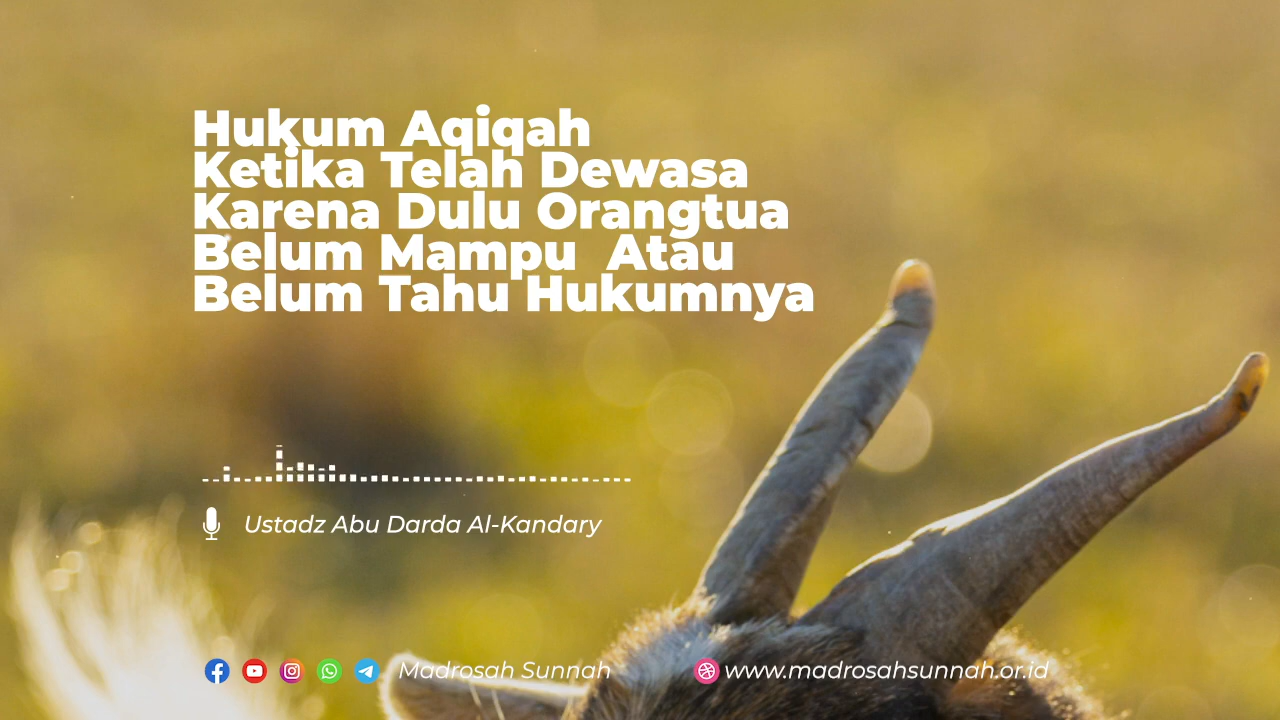 Hukum Aqiqah
Ketika Telah Dewasa
Karena Dulu Orangtua
Belum Mampu  Atau
Belum Tahu Hukumnya
Ustadz Abu Darda Al-Kandary
Madrosah Sunnah
www.madrosahsunnah.or.id